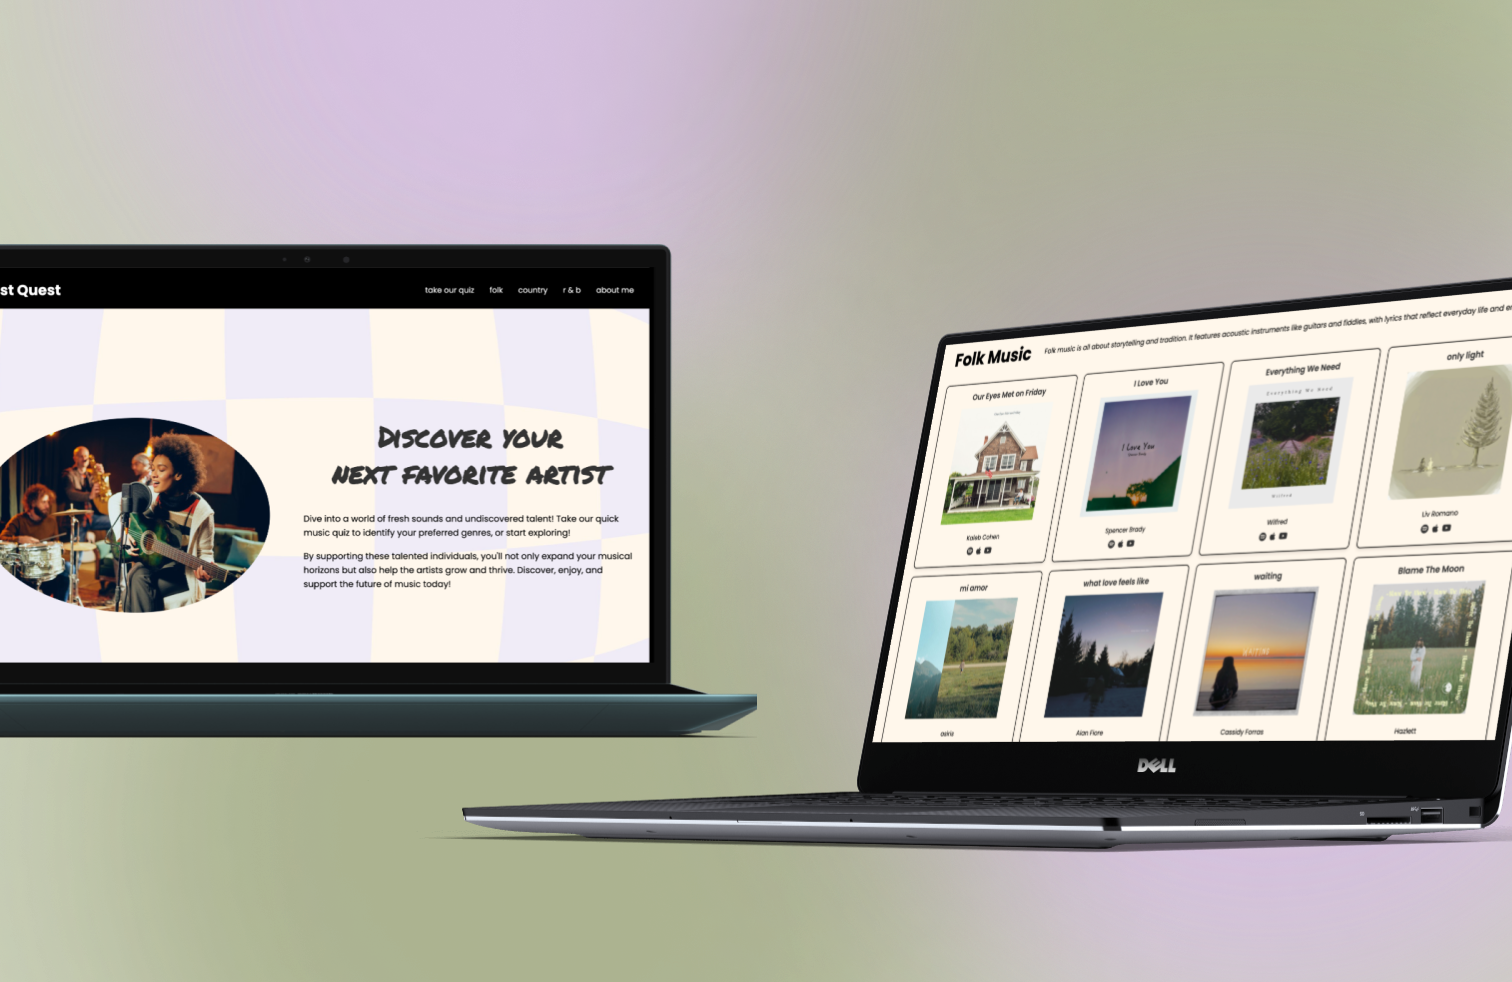 st Quest
take our quiz folk country r & b about me
Discover your
next favorite artist
Dive into a world of fresh sounds and undiscovered talent! Take our quick
music quiz to identify your preferred genres, or start exploring!
By supporting these talented individuals, you'll not only expand your musical
horizons but also help the artists grow and thrive. Discover, enjoy, and
support the future of music today!
Folk Music
Folk music is all about storytelling and tradition. It features acoustic instruments like guitars and fiddles, with lyrics that reflect everyday life and
Our Eyes Met on Friday
Kaleb Cohen
I Love You
I Love You
Spencer Brady
Everything We Need
Everything We Need
Wilfred
Wilfred
only light
Uv Romano
mi amor
osiris
what love feels like
Alan Fiore
waiting
WAITING
Cassidy Forras
Blame The Moon
Hazlett
DELL